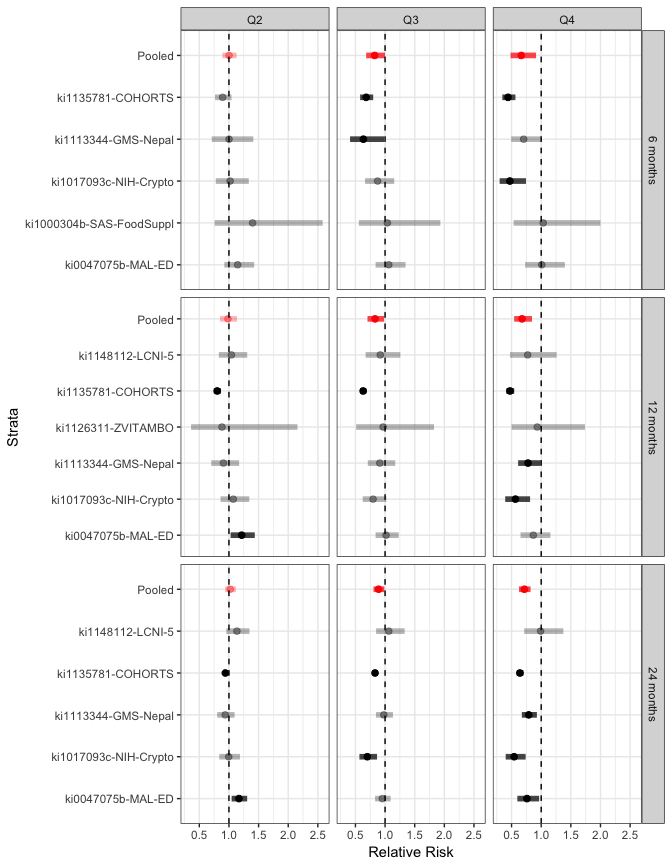 Q2 Q3 Q4
Pooled
ki1135781-COHORTS
ki1113344-GMS-Nepal
ki1017093c-NIH-Crypto
ki1000304b-SAS-FoodSuppl
ki0047075b-MAL-ED
6 months
Pooled
ki1148112-LCNI-5
ki1135781-COHORTS
ki1126311-ZVITAMBO
ki1113344-GMS-Nepal
ki1017093c-NIH-Crypto
ki0047075b-MAL-ED
12 months
Strata
Pooled
ki1148112-LCNI-5
ki1135781-COHORTS
ki1113344-GMS-Nepal
ki1017093c-NIH-Crypto
ki0047075b-MAL-ED
24 months
0.5 1.0 1.5 2.0 2.5 0.5 1.0 1.5 2.0 2.5 0.5 1.0 1.5 2.0 2.5
Relative Risk